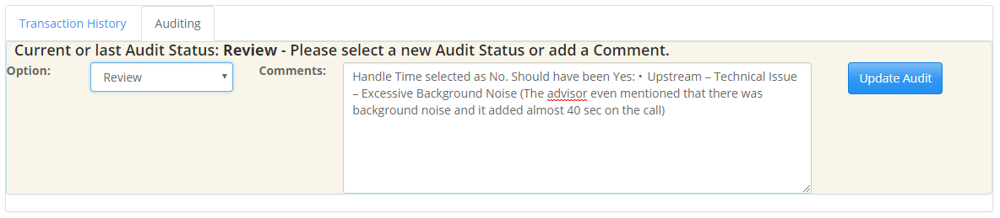 Transaction History Auditing
Current or last Audit Status: Review - Please select a new Audit Status or add a Comment.
Option: Review Comments: Handle Time selected as No. Should have been Yes: • Upstream – Technical Issue Update Audit
– Excessive Background Noise (The advisor even mentioned that there was
background noise and it added almost 40 sec on the call)